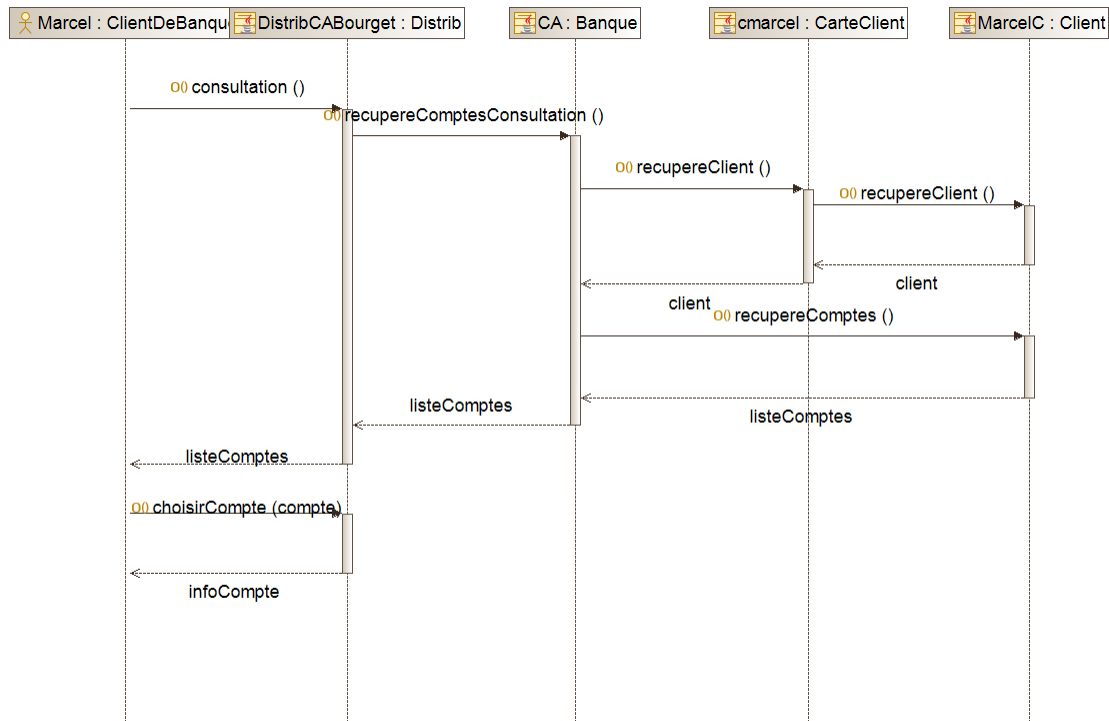 Marcel : ClientDeBanqu
DistribCABourget : Distrib
CA : Banque
cmarcel : CarteClient
MarcelC : Client
O() consultation ()
O() recupereComptesConsultation ()
O() recupereClient ()
O() recupereClient ()
client
client
O() recupereComptes ()
listeComptes
listeComptes
listeComptes
O() choisirCompte (compte)
infoCompte